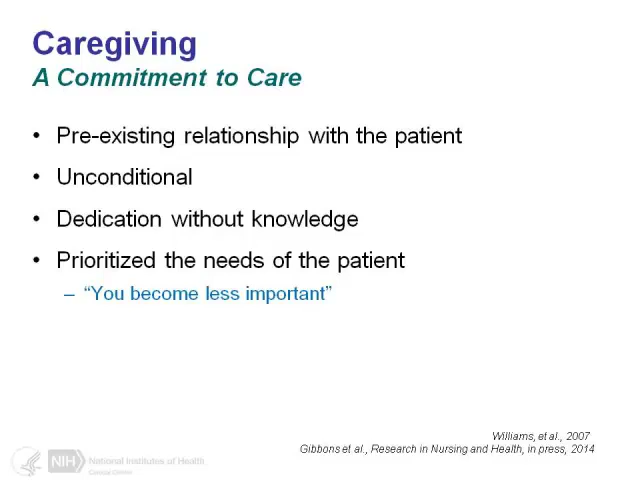 Caregiving
A Commitment to Care
• Pre-existing relationship with the patient
• Unconditional
• Dedication without knowledge
• Prioritized the needs of the patient
– “You become less important”
Williams, et al., 2007
Gibbons et al., Research in Nursing and Health, in press, 2014
NIH National Institutes of Health
Clinical Center